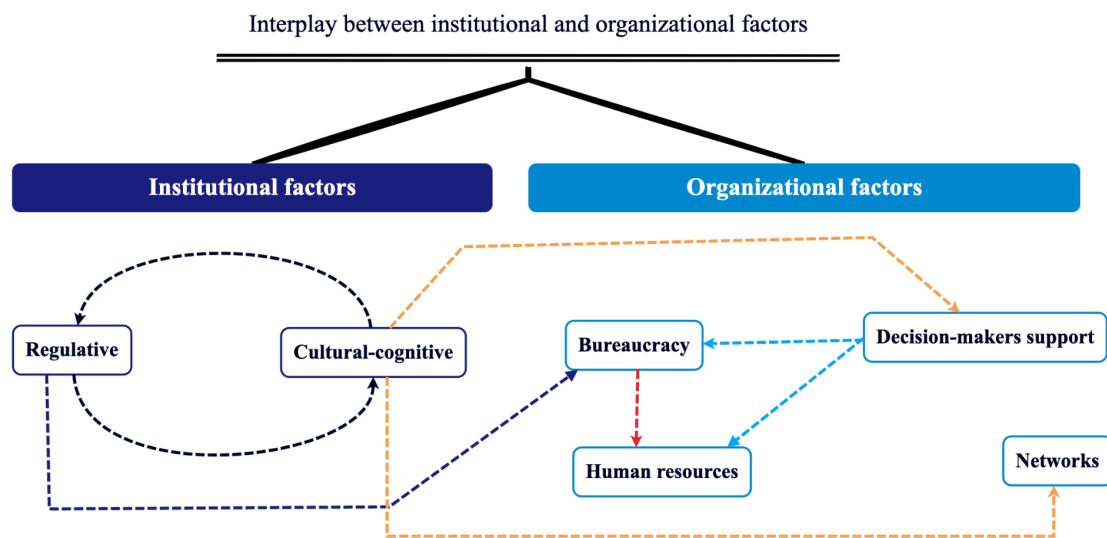 Interplay between institutional and organizational factors
Institutional factors
Organizational factors
Regulative
Cultural-cognitive
Bureaucracy
Decision-makers support
Human resources
Networks